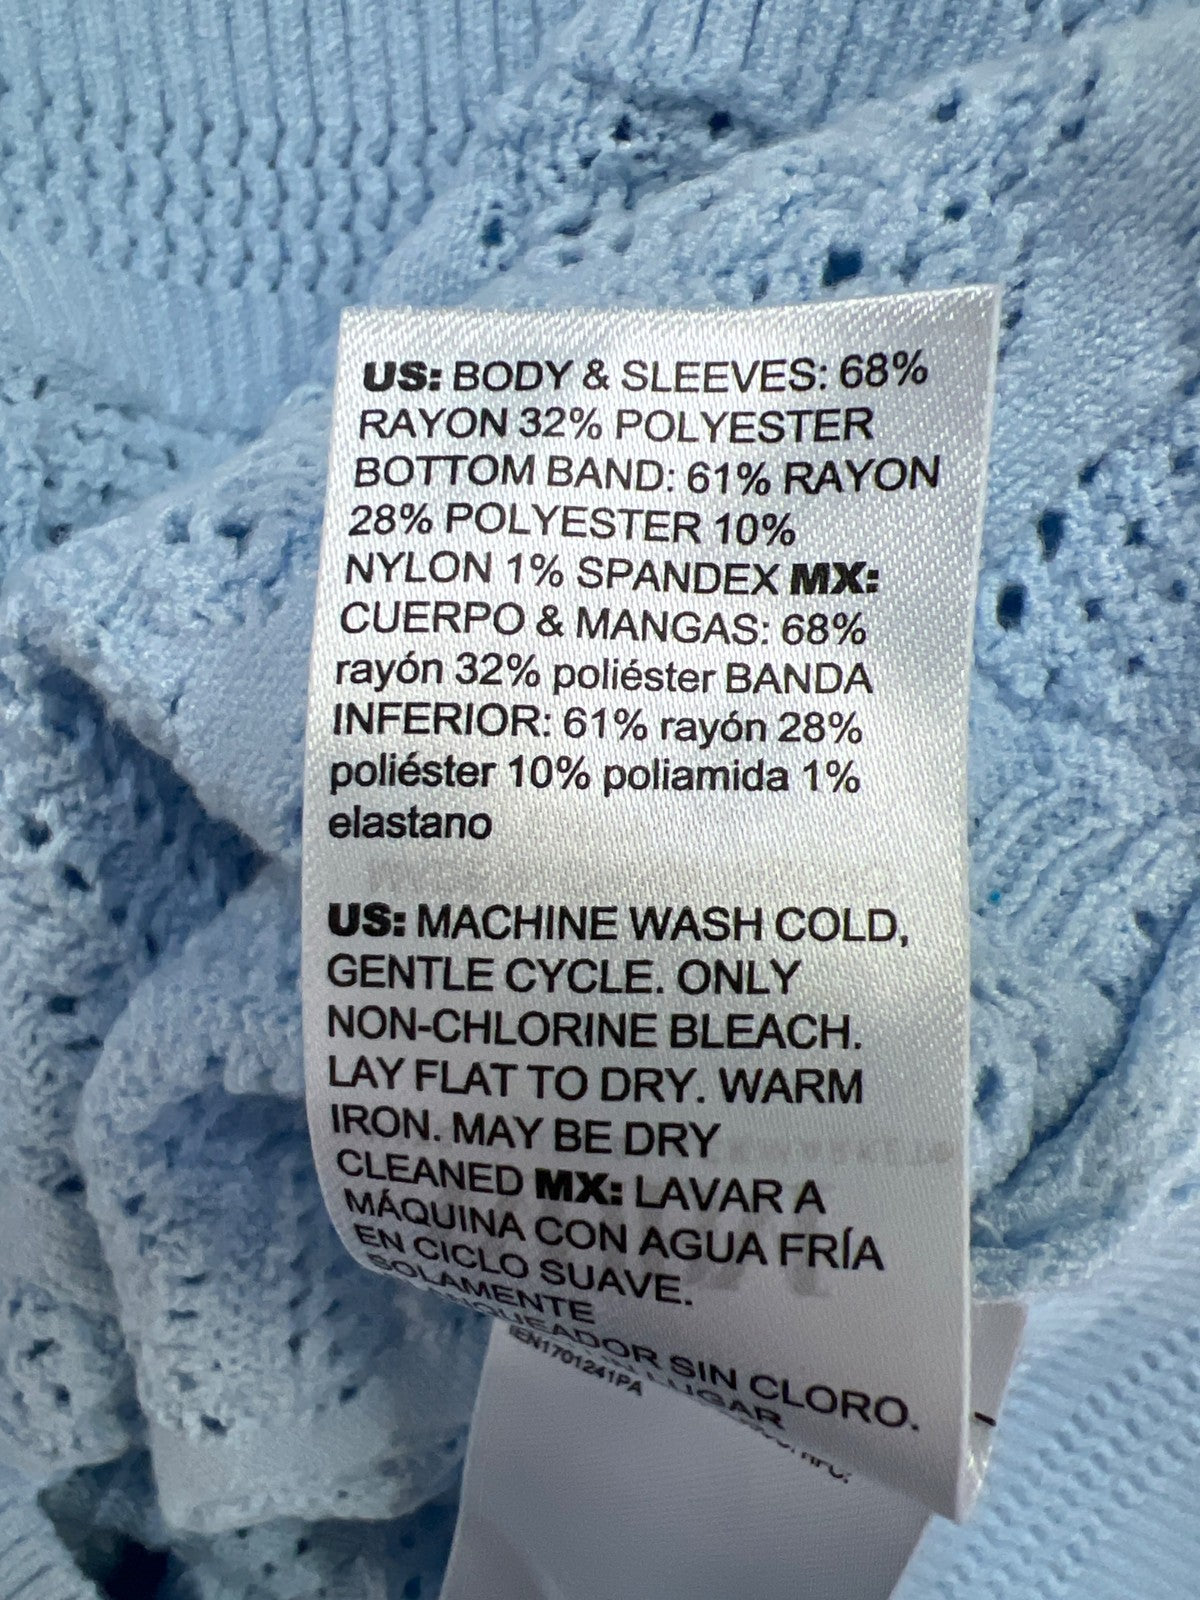 US: BODY & SLEEVES: 68%
RAYON 32% POLYESTER
BOTTOM BAND: 61% RAYON
28% POLYESTER 10%
NYLON 1% SPANDEX MX:
CUERPO & MANGAS: 68%
rayón 32% poliéster BANDA
INFERIOR: 61% rayón 28%
poliéster 10% poliamida 1%
elastano
US: MACHINE WASH COLD,
GENTLE CYCLE. ONLY
NON-CHLORINE BLEACH.
LAY FLAT TO DRY. WARM
IRON. MAY BE DRY
CLEANED MX: LAVAR A
MÁQUINA CON AGUA FRÍA
EN CICLO SUAVE.
SOLAMENTE
SIN CLORO.
LUGAR